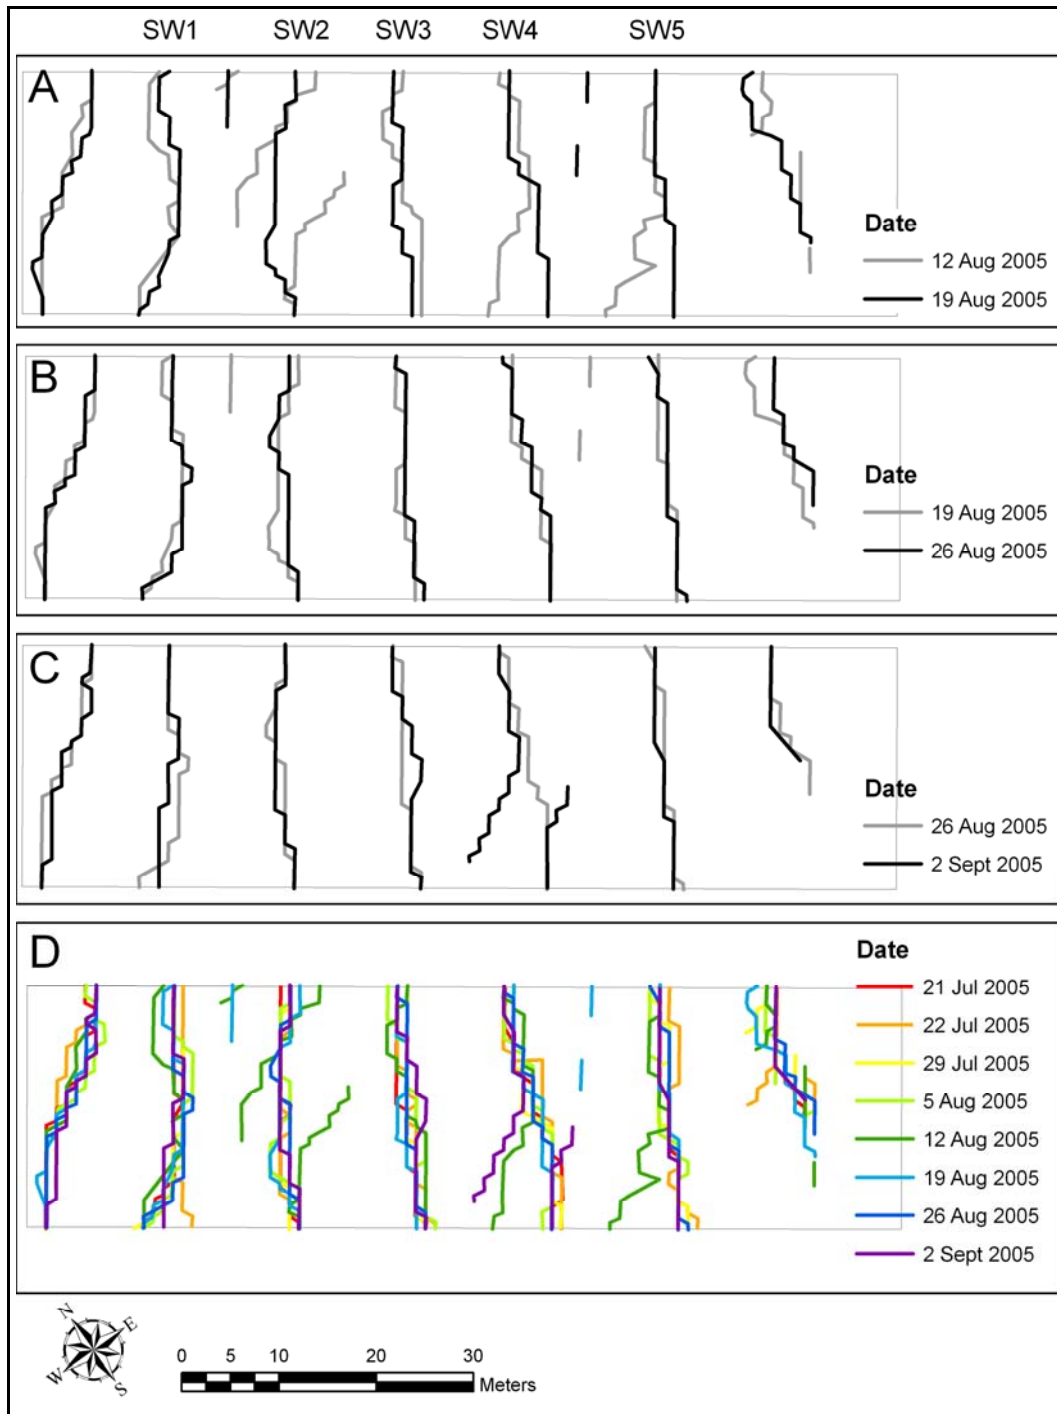 SW1 SW2 SW3 SW4 SW5
A
Date
12 Aug 2005
19 Aug 2005
B
Date
19 Aug 2005
26 Aug 2005
C
Date
26 Aug 2005
2 Sept 2005
D
Date
21 Jul 2005
22 Jul 2005
29 Jul 2005
5 Aug 2005
12 Aug 2005
19 Aug 2005
26 Aug 2005
2 Sept 2005
N
E
W
S
0 5 10 20 30
Meters